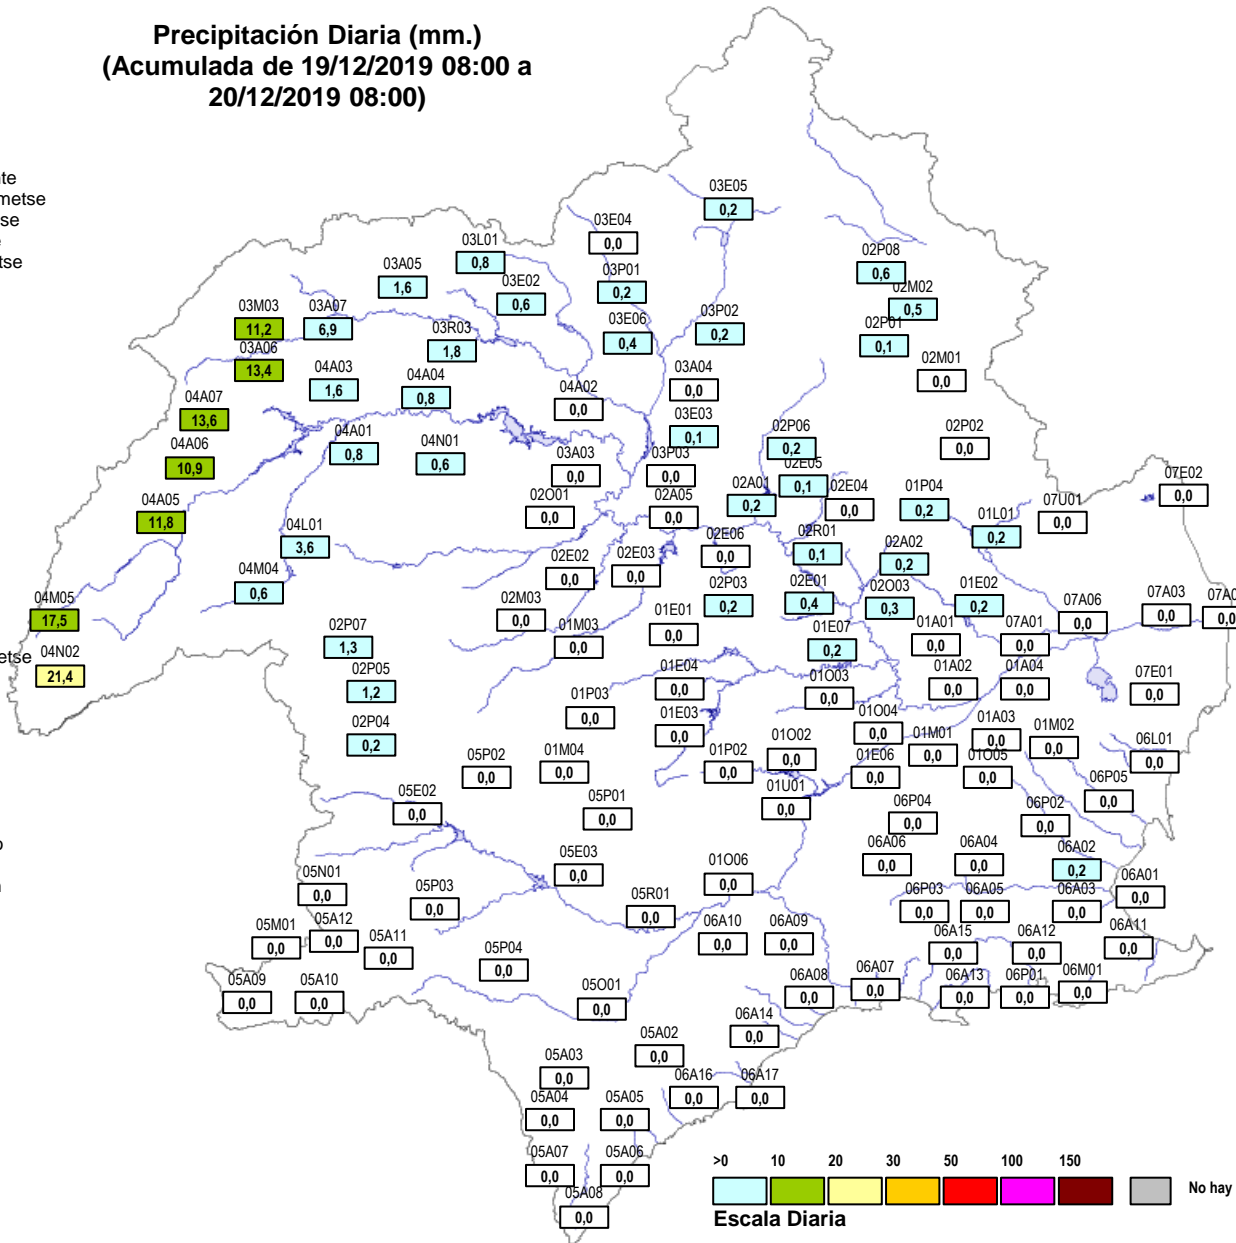 Precipitación Diaria (mm.)
(Acumulada de 19/12/2019 08:00 a
20/12/2019 08:00)
03E05
0,2
03E04
0,0
03L01
0,8
02P08
0,6
03A05
1,6
03E02
0,6
03P01
0,2
02M02
0,5
03M03
11,2
03A07
6,9
03R03
1,8
03E06
0,4
03P02
0,2
02P01
0,1
03A06
13,4
04A03
1,6
04A04
0,8
04A02
0,0
03A04
0,0
02M01
0,0
04A07
13,6
03E03
0,1
04A01
0,8
04N01
0,6
02P06
0,2
02P02
0,0
04A06
10,9
03A03
0,0
03P03
0,0
02E05
0,1
07E02
0,0
04A05
11,8
02O01
0,0
02A05
0,0
02A01
0,2
02E04
0,0
01P04
0,2
07U01
0,0
01L01
0,2
04L01
3,6
02E06
0,0
02R01
0,1
02A02
0,2
02E02
0,0
02E03
0,0
04M04
0,6
04M05
17,5
02M03
0,0
02P03
0,2
02E01
0,4
02O03
0,3
01E02
0,2
07A06
0,0
07A03
0,0
07A0
0,0
02P07
1,3
01M03
0,0
01E01
0,0
01E07
0,2
01A01
0,0
07A01
0,0
etse
04N02
21,4
02P05
1,2
01E04
0,0
01O03
0,0
01A02
0,0
01A04
0,0
07E01
0,0
01P03
0,0
02P04
0,2
01E03
0,0
01O04
0,0
01M01
0,0
01A03
0,0
01M02
0,0
06L01
0,0
05P02
0,0
01M04
0,0
01P02
0,0
01O02
0,0
01E06
0,0
01O05
0,0
05E02
0,0
05P01
0,0
01U01
0,0
06P04
0,0
06P02
0,0
06P05
0,0
05E03
0,0
01O06
0,0
06A06
0,0
06A04
0,0
06A02
0,2
05N01
0,0
05P03
0,0
05R01
0,0
06P03
0,0
06A05
0,0
06A03
0,0
06A01
0,0
05M01
0,0
05A12
0,0
05A11
0,0
05P04
0,0
06A10
0,0
06A09
0,0
06A15
0,0
06A12
0,0
06A11
0,0
05A09
0,0
05A10
0,0
05O01
0,0
06A08
0,0
06A07
0,0
06A13
0,0
06P01
0,0
06M01
0,0
05A02
0,0
06A14
0,0
05A03
0,0
06A16
0,0
06A17
0,0
05A04
0,0
05A05
0,0
05A07
0,0
05A06
0,0
05A08
0,0
>0 10 20 30 50 100 150
No hay
Escala Diaria